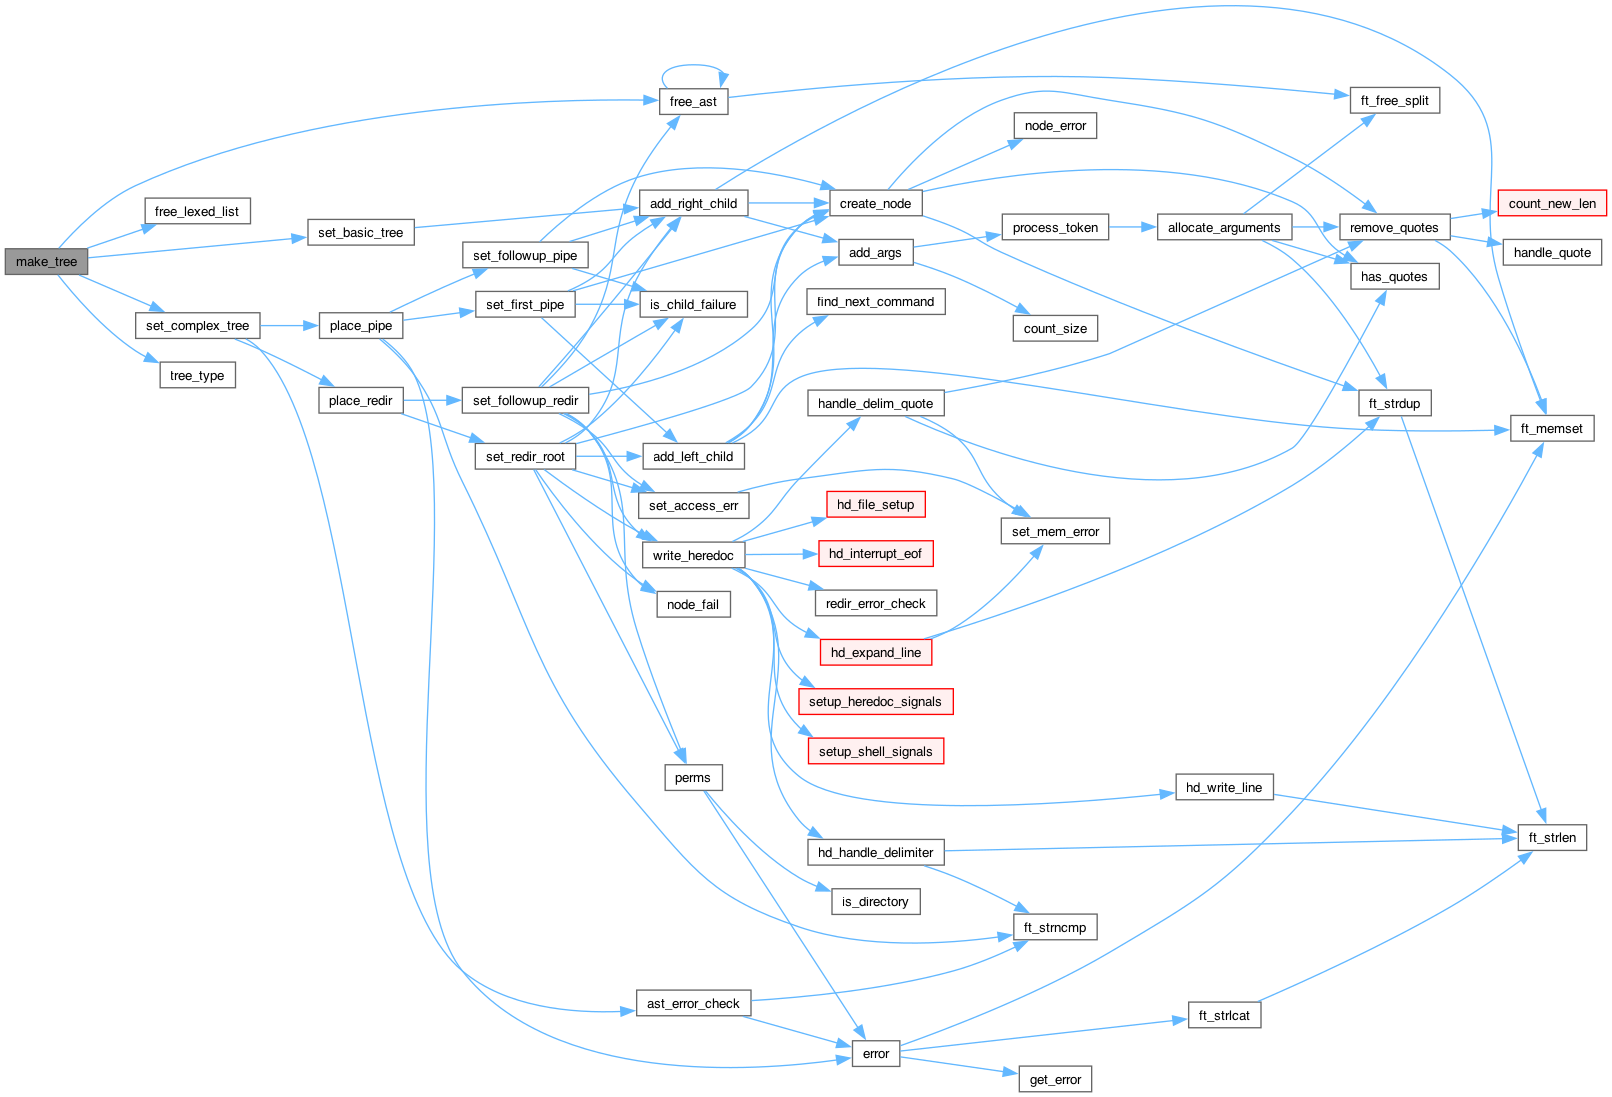 make_tree
free_lexed_list
set_complex_tree
tree_type
set_basic_tree
place_pipe
place_redir
set_followup_pipe
set_first_pipe
set_followup_redir
set_redir_root
free_ast
add_right_child
is_child_failure
add_left_child
set_access_err
write_heredoc
node_fail
perms
ast_error_check
create_node
add_args
find_next_command
handle_delim_quote
hd_file_setup
hd_interrupt_eof
redir_error_check
hd_expand_line
setup_heredoc_signals
setup_shell_signals
hd_handle_delimiter
is_directory
error
node_error
process_token
count_size
set_mem_error
ft_strncmp
get_error
allocate_arguments
hd_write_line
ft_strlcat
ft_free_split
remove_quotes
has_quotes
ft_strdup
count_new_len
handle_quote
ft_memset
ft_strlen